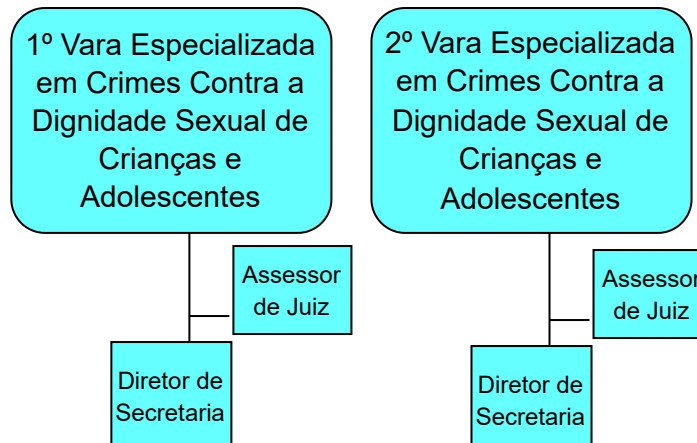 1º Vara Especializada
em Crimes Contra a
Dignidade Sexual de
Crianças e
Adolescentes
Assessor
de Juiz
Diretor de
Secretaria
2º Vara Especializada
em Crimes Contra a
Dignidade Sexual de
Crianças e
Adolescentes
Assessor
de Juiz
Diretor de
Secretaria